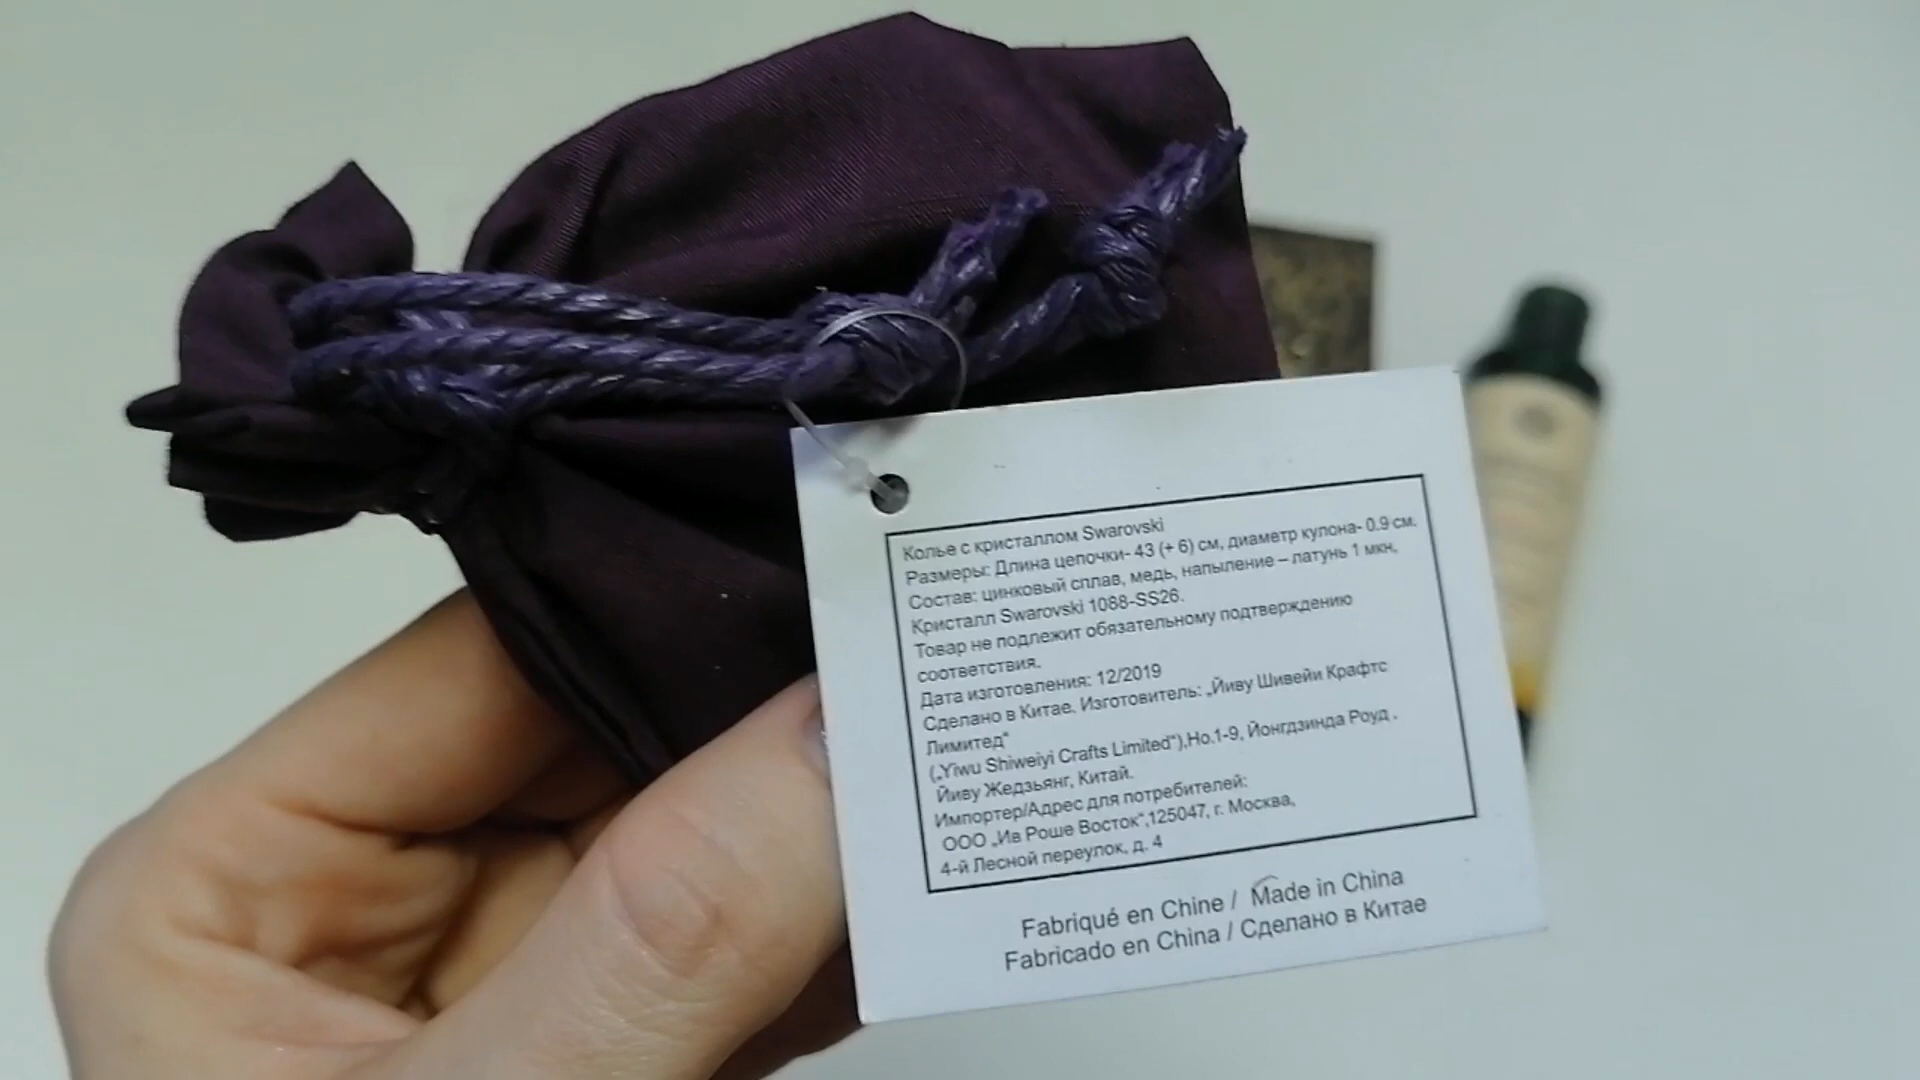 Колье с кристаллом Swarovski
Размеры: Длина цепочки- 43 (+ 6) см, диаметр кулона- 0.9 см.
Состав: цинковый сплав, медь, напыление – латунь 1 мкн,
Кристалл Swarovski 1088-SS26.
Товар не подлежит обязательному подтверждению
соответствия.
Дата изготовления: 12/2019
Сделано в Китае. Изготовитель: „Йиву Шивейи Крафтс
Лимитед“
(„Yiwu Shiweiyi Crafts Limited“),Но.1-9, Йонгдзинда Роуд ,
Йиву Жедзьянг, Китай.
Импортер/Адрес для потребителей:
ООО „Ив Роше Восток“,125047, г. Москва,
4-й Лесной переулок, д. 4
Fabriqué en Chine / Made in China
Fabricado en China / Сделано в Китае